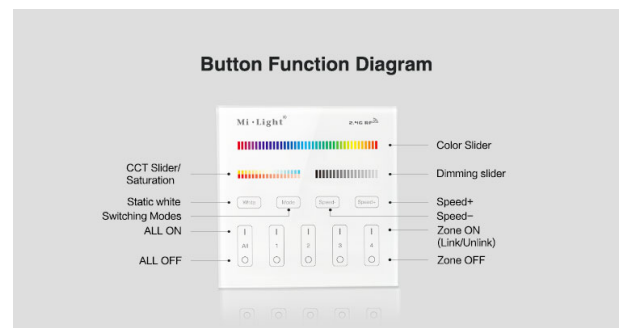 Button Function Diagram
Mi·Light®
2.4G RF
Color Slider
CCT Slider/
Saturation
Dimming slider
Static white
White
Mode
Speed-
Speed+
Speed+
Switching Modes
Speed−
ALL ON
Zone ON
(Link/Unlink)
All
1
2
3
4
ALL OFF
Zone OFF